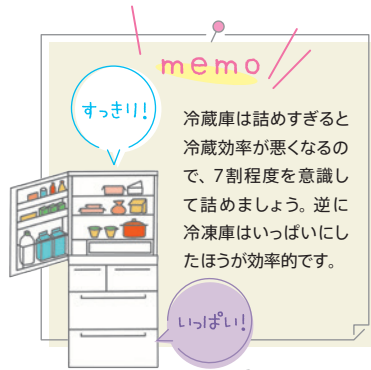 memo
すっきり!
冷蔵庫は詰めすぎると
冷蔵効率が悪くなるの
で、7割程度を意識し
て詰めましょう。逆に
冷凍庫はいっぱいにし
たほうが効率的です。
いっぱい!